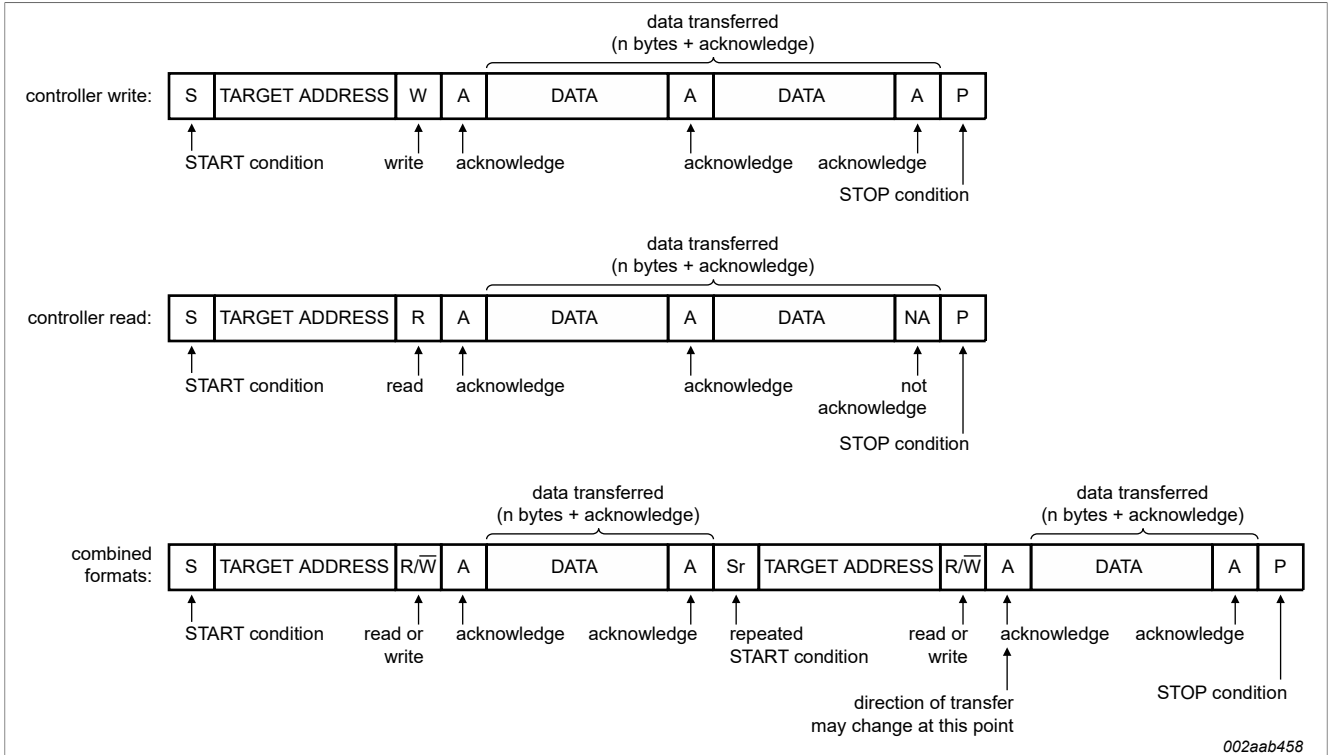 data transferred
(n bytes + acknowledge)
controller write: S TARGET ADDRESS W A DATA A DATA A P
START condition write acknowledge acknowledge acknowledge
STOP condition
data transferred
(n bytes + acknowledge)
controller read: S TARGET ADDRESS R A DATA A DATA NA P
START condition read acknowledge acknowledge not
acknowledge
STOP condition
data transferred data transferred
(n bytes + acknowledge) (n bytes + acknowledge)
combined
formats: S TARGET ADDRESS R/W̅ A DATA A Sr TARGET ADDRESS R/W̅ A DATA A P
START condition read or acknowledge acknowledge repeated read or acknowledge acknowledge
write START condition write
STOP condition
direction of transfer
may change at this point
002aab458